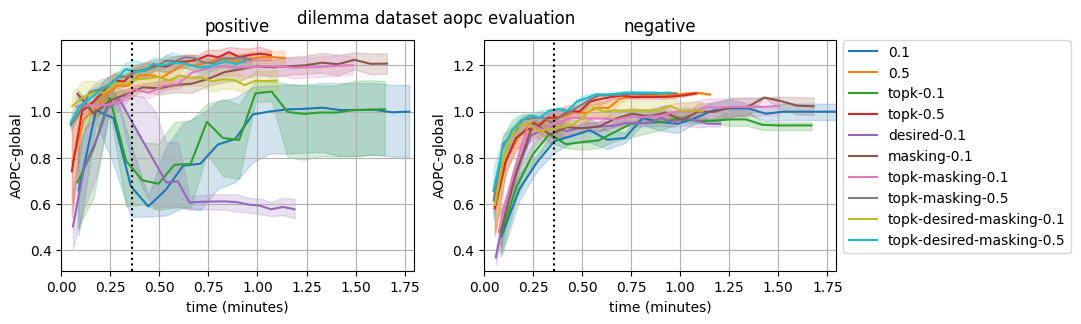 dilemma dataset aopc evaluation
positive
negative
AOPC-global
1.2
1.0
0.8
0.6
0.4
0.00 0.25 0.50 0.75 1.00 1.25 1.50 1.75
time (minutes)
AOPC-global
1.2
1.0
0.8
0.6
0.4
0.00 0.25 0.50 0.75 1.00 1.25 1.50 1.75
time (minutes)
0.1
0.5
topk-0.1
topk-0.5
desired-0.1
masking-0.1
topk-masking-0.1
topk-masking-0.5
topk-desired-masking-0.1
topk-desired-masking-0.5